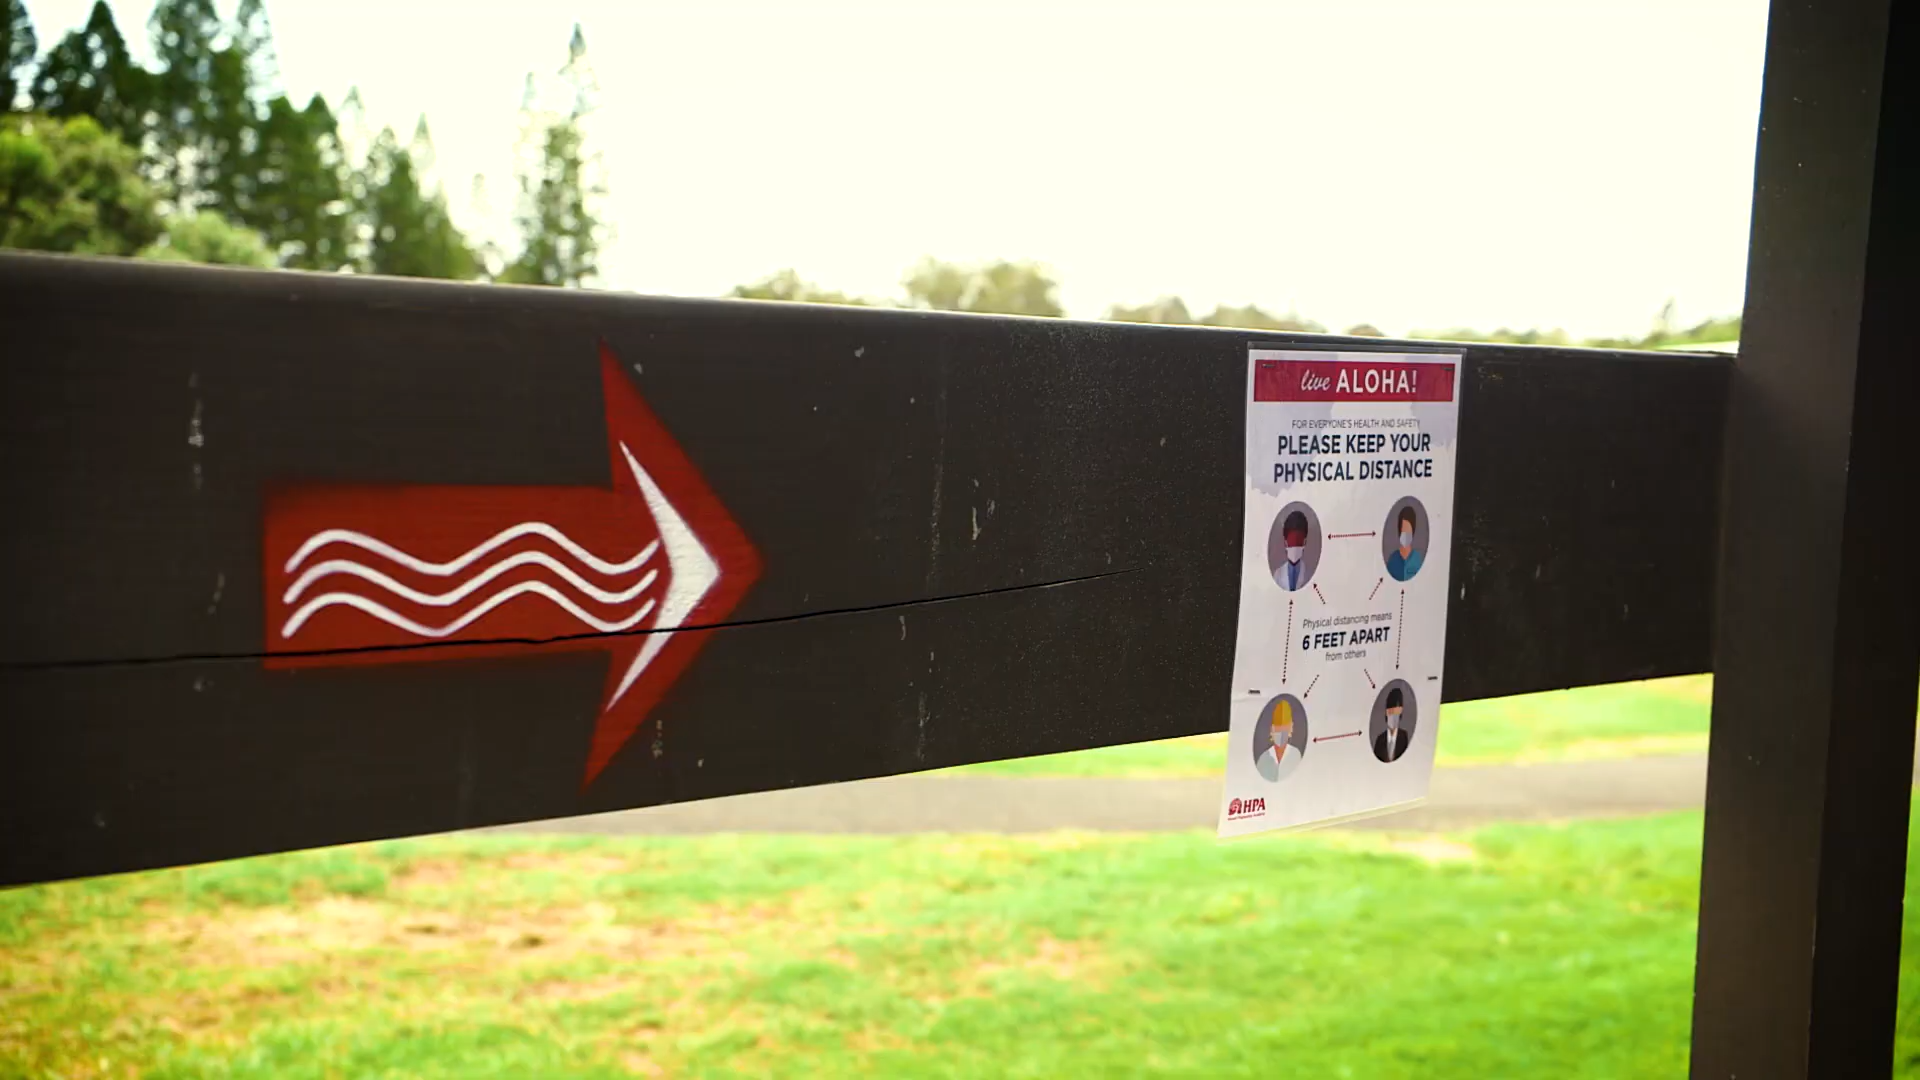 live ALOHA!
FOR EVERYONE'S HEALTH AND SAFETY
PLEASE KEEP YOUR
PHYSICAL DISTANCE
Physical distancing means
6 FEET APART
from others
HPA